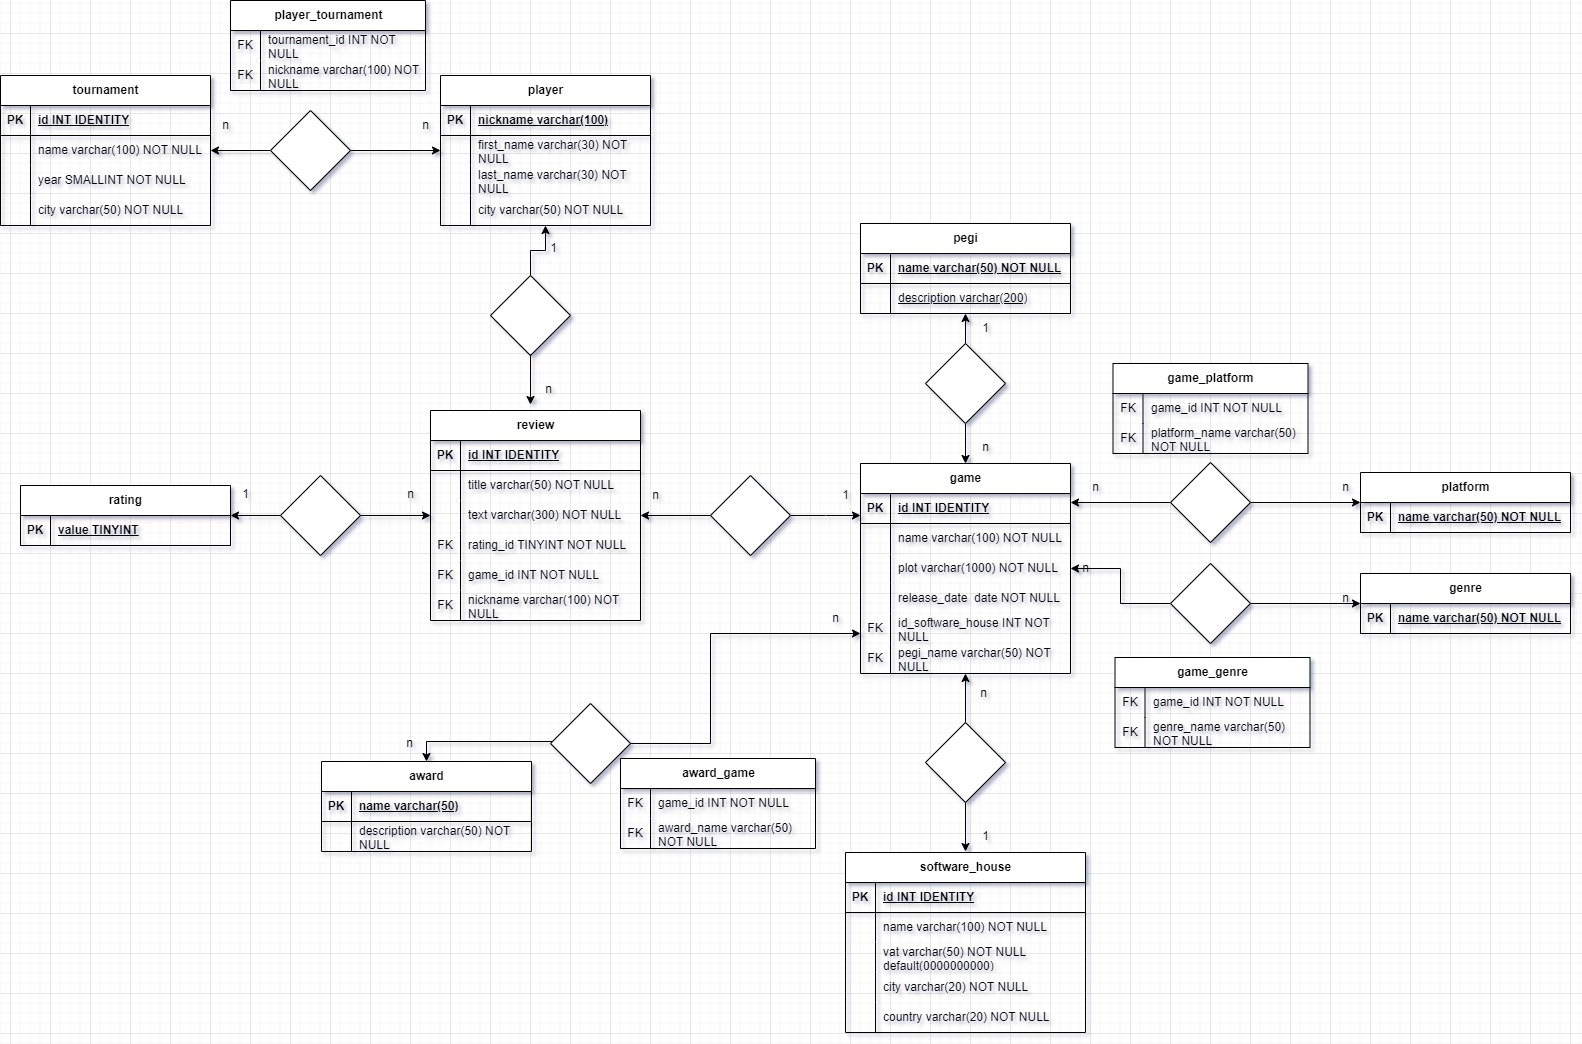 player_tournament
FK tournament_id INT NOT
NULL
FK nickname varchar(100) NOT
NULL
tournament
PK id INT IDENTITY
name varchar(100) NOT NULL
year SMALLINT NOT NULL
city varchar(50) NOT NULL
n
n
player
PK nickname varchar(100)
first_name varchar(30) NOT
NULL
last_name varchar(30) NOT
NULL
city varchar(50) NOT NULL
1
n
pegi
PK name varchar(50) NOT NULL
description varchar(200)
1
n
game_platform
FK game_id INT NOT NULL
FK platform_name varchar(50)
NOT NULL
review
PK id INT IDENTITY
title varchar(50) NOT NULL
text varchar(300) NOT NULL
FK rating_id TINYINT NOT NULL
FK game_id INT NOT NULL
FK nickname varchar(100) NOT
NULL
rating
PK value TINYINT
1
n
n
1
game
PK id INT IDENTITY
name varchar(100) NOT NULL
plot varchar(1000) NOT NULL
release_date  date NOT NULL
FK id_software_house INT NOT
NULL
FK pegi_name varchar(50) NOT
NULL
n
n
platform
PK name varchar(50) NOT NULL
n
n
genre
PK name varchar(50) NOT NULL
game_genre
FK game_id INT NOT NULL
FK genre_name varchar(50)
NOT NULL
n
n
award
PK name varchar(50)
description varchar(50) NOT
NULL
award_game
FK game_id INT NOT NULL
FK award_name varchar(50)
NOT NULL
n
1
software_house
PK id INT IDENTITY
name varchar(100) NOT NULL
vat varchar(50) NOT NULL
default(0000000000)
city varchar(20) NOT NULL
country varchar(20) NOT NULL